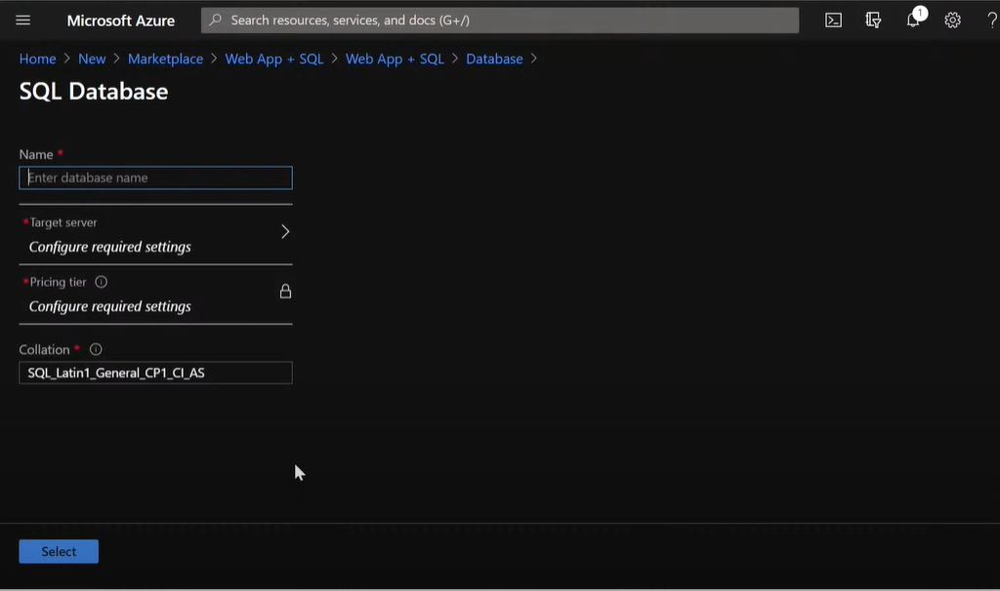 Microsoft Azure
Search resources, services, and docs (G+/)
1
?
Home > New > Marketplace > Web App + SQL > Web App + SQL > Database >
SQL Database
Name *
Enter database name
*Target server
Configure required settings
*Pricing tier
Configure required settings
Collation *
SQL_Latin1_General_CP1_CI_AS
Select